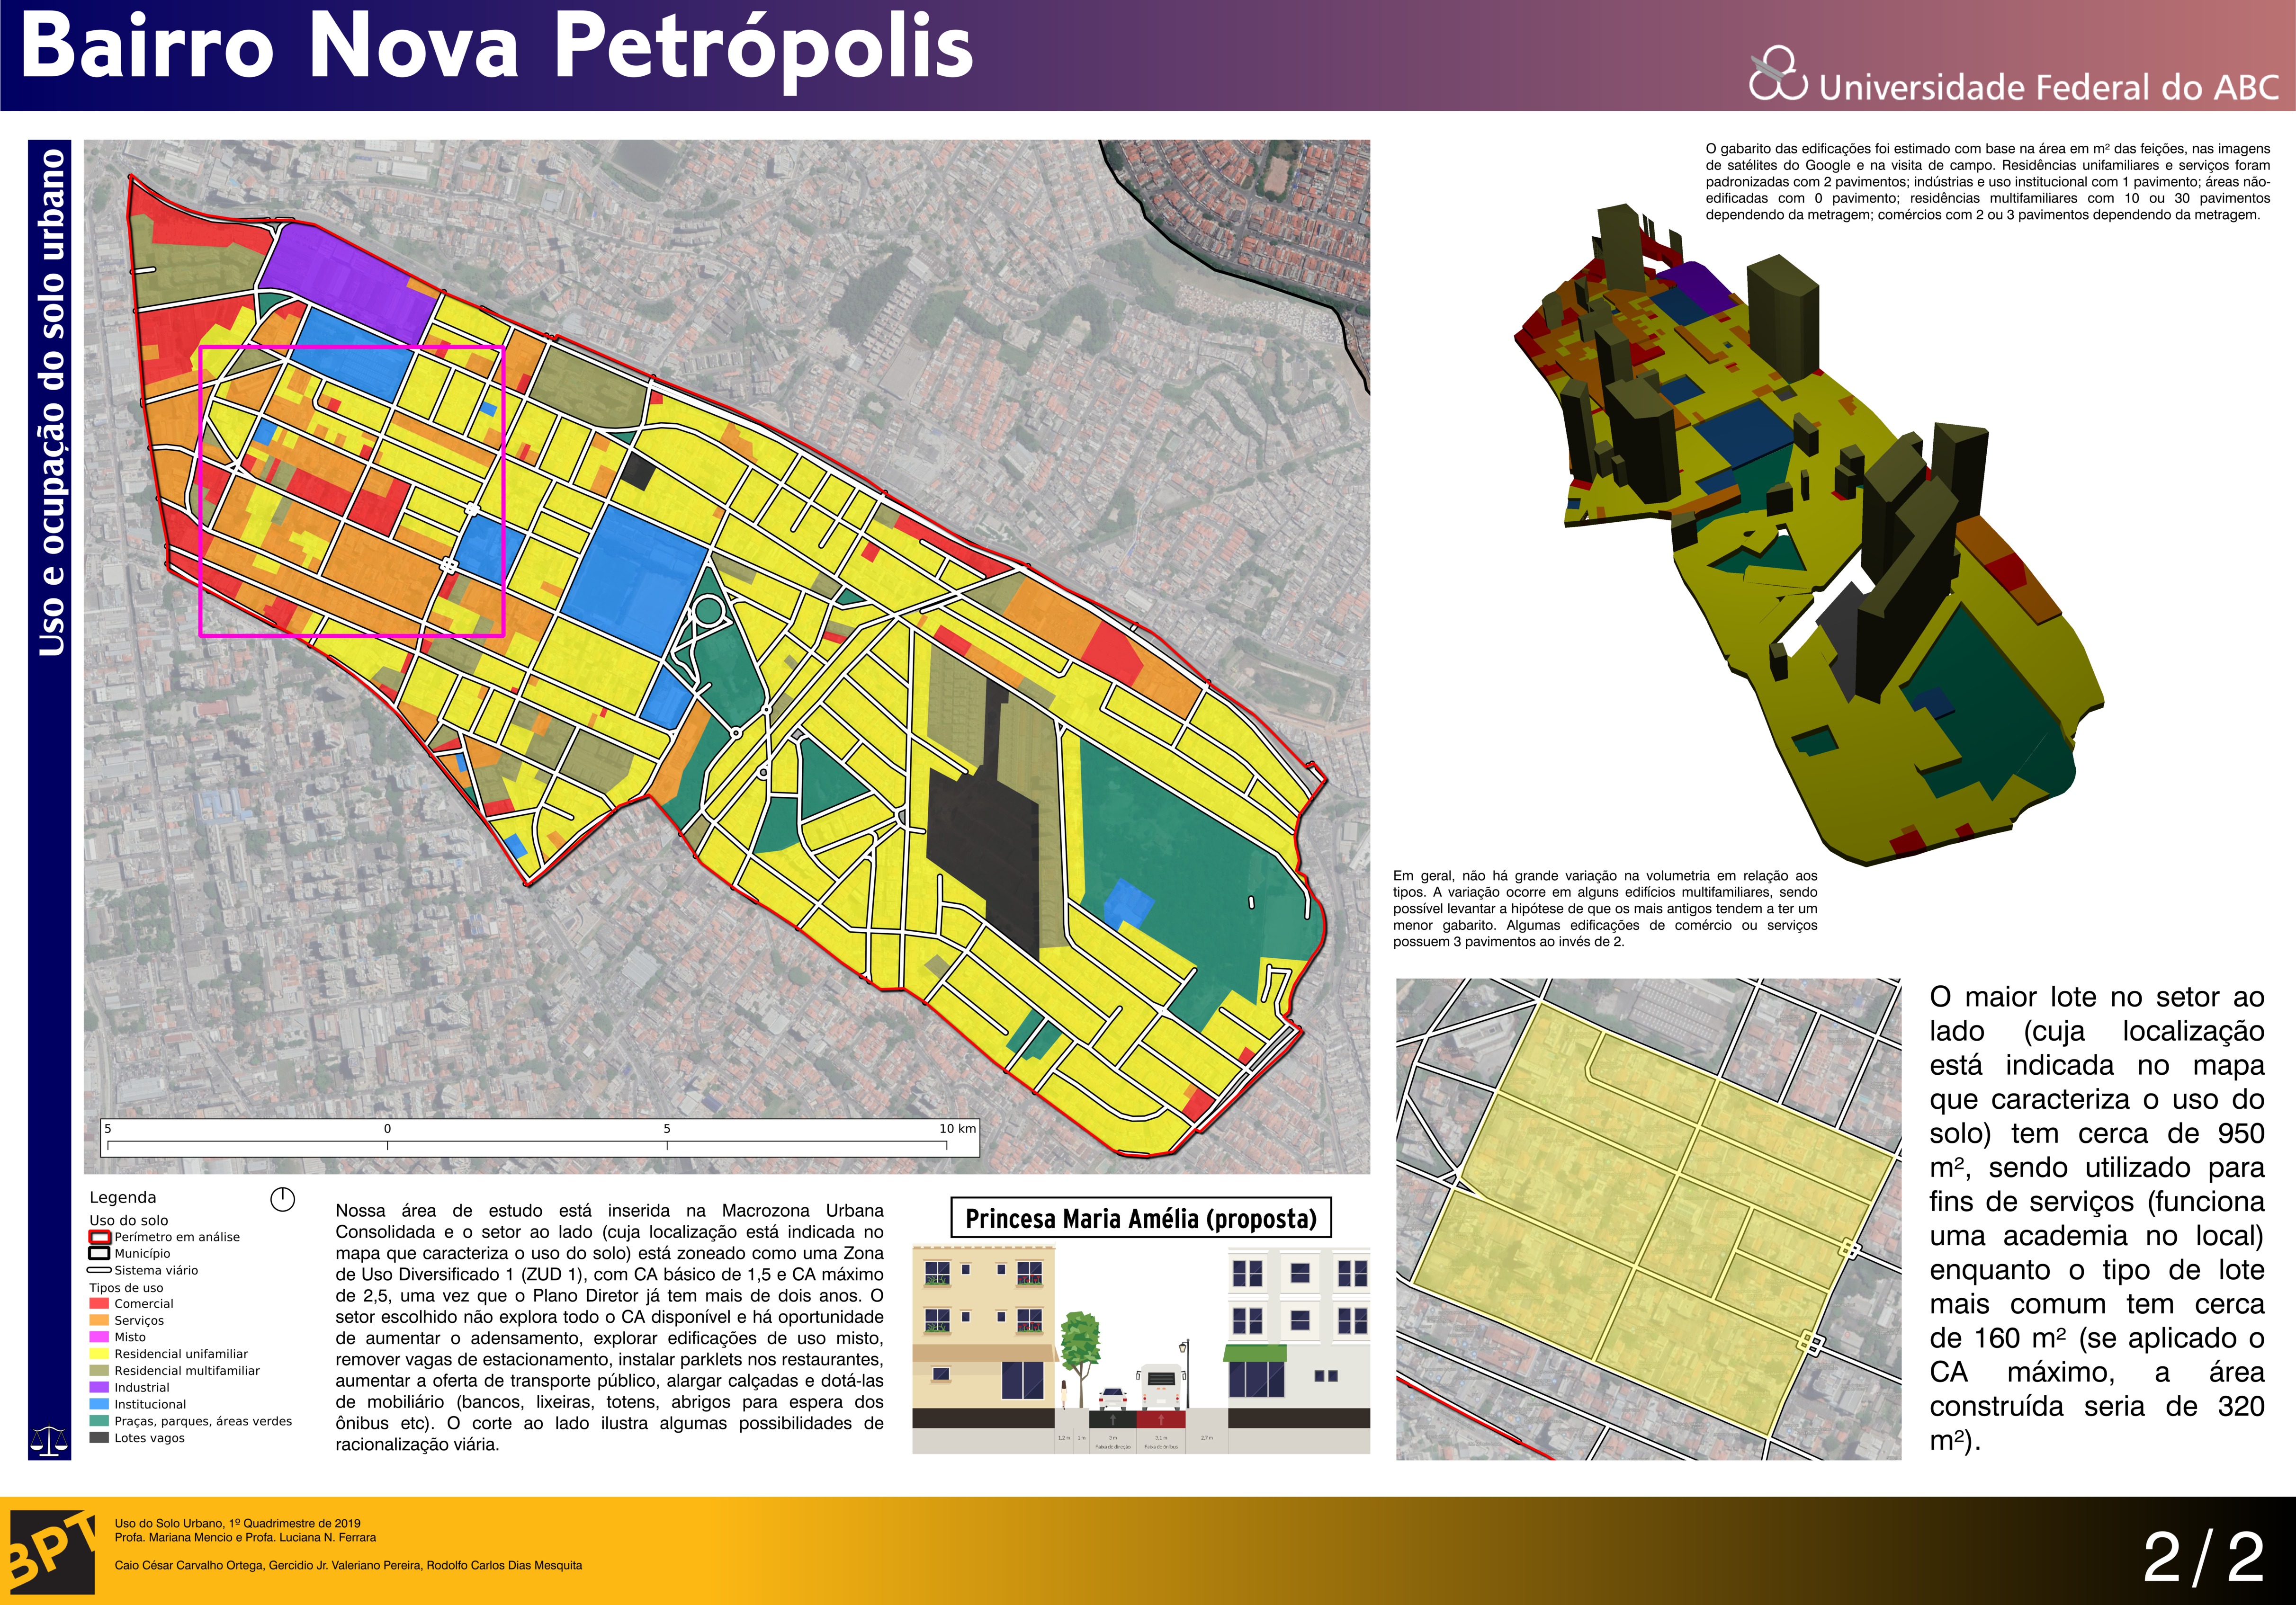 Bairro Nova Petrópolis
Universidade Federal do ABC
Uso e ocupação do solo urbano
O gabarito das edificações foi estimado com base na área em m² das feições, nas imagens
de satélites do Google e na visita de campo. Residências unifamiliares e serviços foram
padronizadas com 2 pavimentos; indústrias e uso institucional com 1 pavimento; áreas não-
edificadas com 0 pavimento; residências multifamiliares com 10 ou 30 pavimentos
dependendo da metragem; comércios com 2 ou 3 pavimentos dependendo da metragem.
Em geral, não há grande variação na volumetria em relação aos
tipos. A variação ocorre em alguns edifícios multifamiliares, sendo
possível levantar a hipótese de que os mais antigos tendem a ter um
menor gabarito. Algumas edificações de comércio ou serviços
possuem 3 pavimentos ao invés de 2.
O maior lote no setor ao
lado (cuja localização
está indicada no mapa
que caracteriza o uso do
solo) tem cerca de 950
m², sendo utilizado para
fins de serviços (funciona
uma academia no local)
enquanto o tipo de lote
mais comum tem cerca
de 160 m² (se aplicado o
CA máximo, a área
construída seria de 320
m²).
5 0 5 10 km
Legenda
Uso do solo
Perímetro em análise
Município
Sistema viário
Tipos de uso
Comercial
Serviços
Misto
Residencial unifamiliar
Residencial multifamiliar
Industrial
Institucional
Praças, parques, áreas verdes
Lotes vagos
Nossa área de estudo está inserida na Macrozona Urbana
Consolidada e o setor ao lado (cuja localização está indicada no
mapa que caracteriza o uso do solo) está zoneado como uma Zona
de Uso Diversificado 1 (ZUD 1), com CA básico de 1,5 e CA máximo
de 2,5, uma vez que o Plano Diretor já tem mais de dois anos. O
setor escolhido não explora todo o CA disponível e há oportunidade
de aumentar o adensamento, explorar edificações de uso misto,
remover vagas de estacionamento, instalar parklets nos restaurantes,
aumentar a oferta de transporte público, alargar calçadas e dotá-las
de mobiliário (bancos, lixeiras, totens, abrigos para espera dos
ônibus etc). O corte ao lado ilustra algumas possibilidades de
racionalização viária.
Princesa Maria Amélia (proposta)
1,2 m 1 m 3 m 3,1 m 2,7 m
Faixa de direção Faixa de ônibus
BPT
Uso do Solo Urbano, 1º Quadrimestre de 2019
Profa. Mariana Mencio e Profa. Luciana N. Ferrara
Caio César Carvalho Ortega, Gercidio Jr. Valeriano Pereira, Rodolfo Carlos Dias Mesquita
2/2